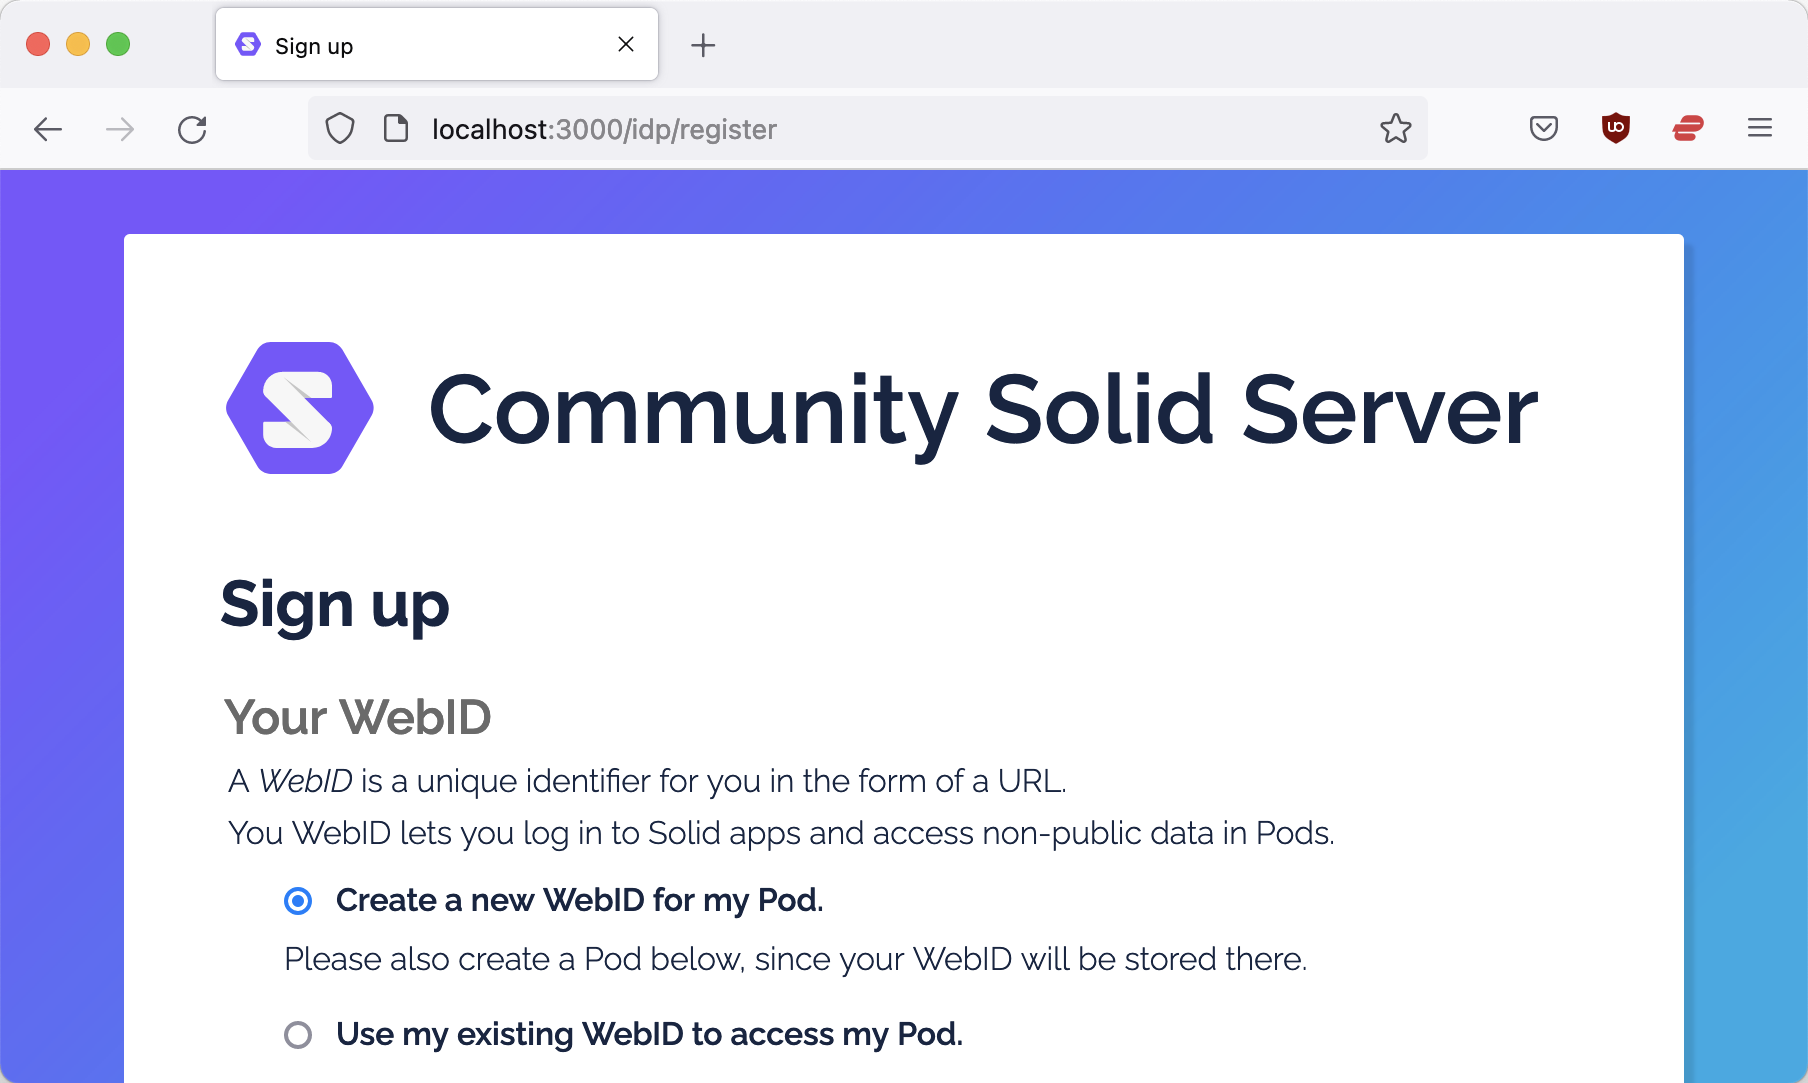 Sign up
localhost:3000/idp/register
Community Solid Server
Sign up
Your WebID
A WebID is a unique identifier for you in the form of a URL.
You WebID lets you log in to Solid apps and access non-public data in Pods.
Create a new WebID for my Pod.
Please also create a Pod below, since your WebID will be stored there.
Use my existing WebID to access my Pod.